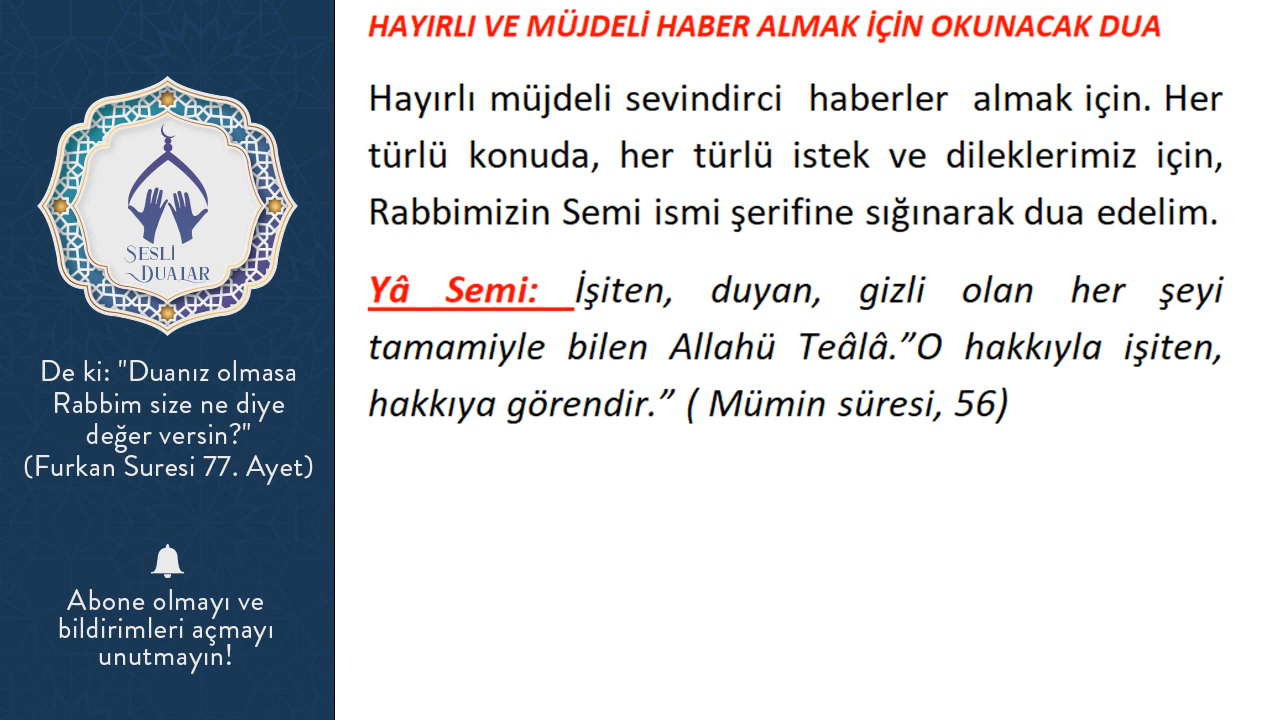 SESLİ
DUALAR
De ki: "Duanız olmasa
Rabbim size ne diye
değer versin?"
(Furkan Suresi 77. Ayet)
Abone olmayı ve
bildirimleri açmayı
unutmayın!
HAYIRLI VE MÜJDELİ HABER ALMAK İÇİN OKUNACAK DUA
Hayırlı müjdeli sevindirci haberler almak için. Her
türlü konuda, her türlü istek ve dileklerimiz için,
Rabbimizin Semi ismi şerifine sığınarak dua edelim.
Yâ Semi: İşiten, duyan, gizli olan her şeyi
tamamiyle bilen Allahü Teâlâ.”O hakkıyla işiten,
hakkıya görendir.” ( Mümin süresi, 56)